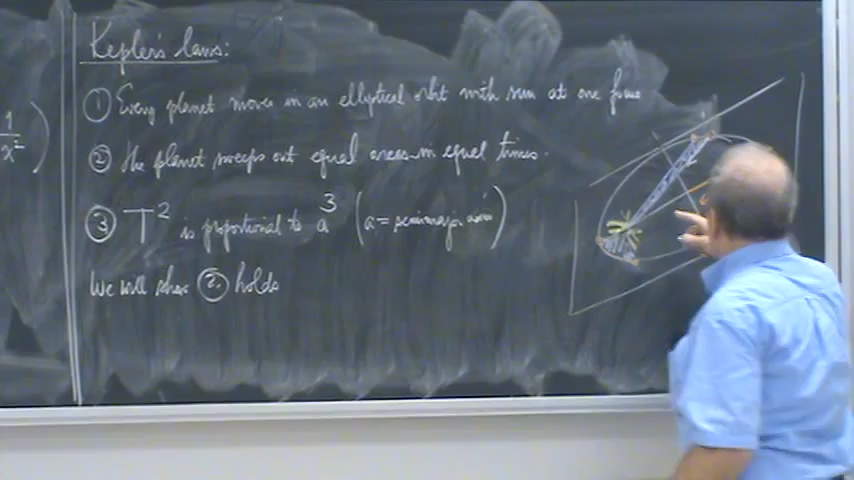 1
x²
)
Kepler's laws:
① Every planet moves in an elliptical orbit with sun at one focus
② the planet sweeps out equal areas in equal times.
③ T² is proportional to a³ (a = semimajor axis)
We will show ② holds